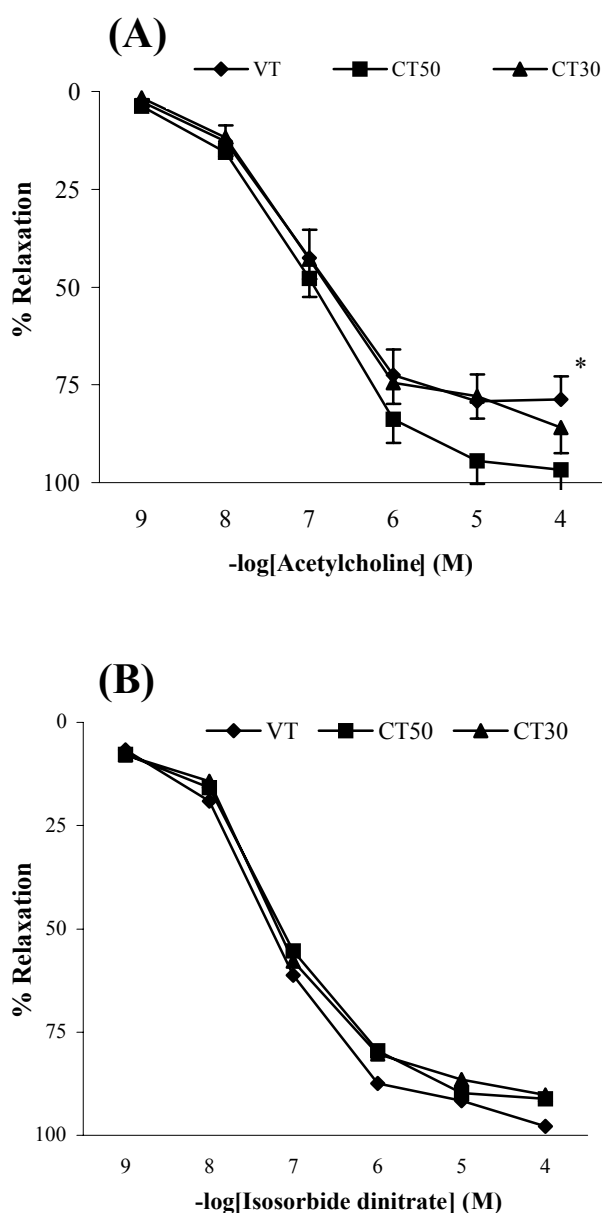 (A)
VT CT50 CT30
0
25
50
75
100
% Relaxation
*
9 8 7 6 5 4
-log[Acetylcholine] (M)
(B)
VT CT50 CT30
0
25
50
75
100
% Relaxation
9 8 7 6 5 4
-log[Isosorbide dinitrate] (M)